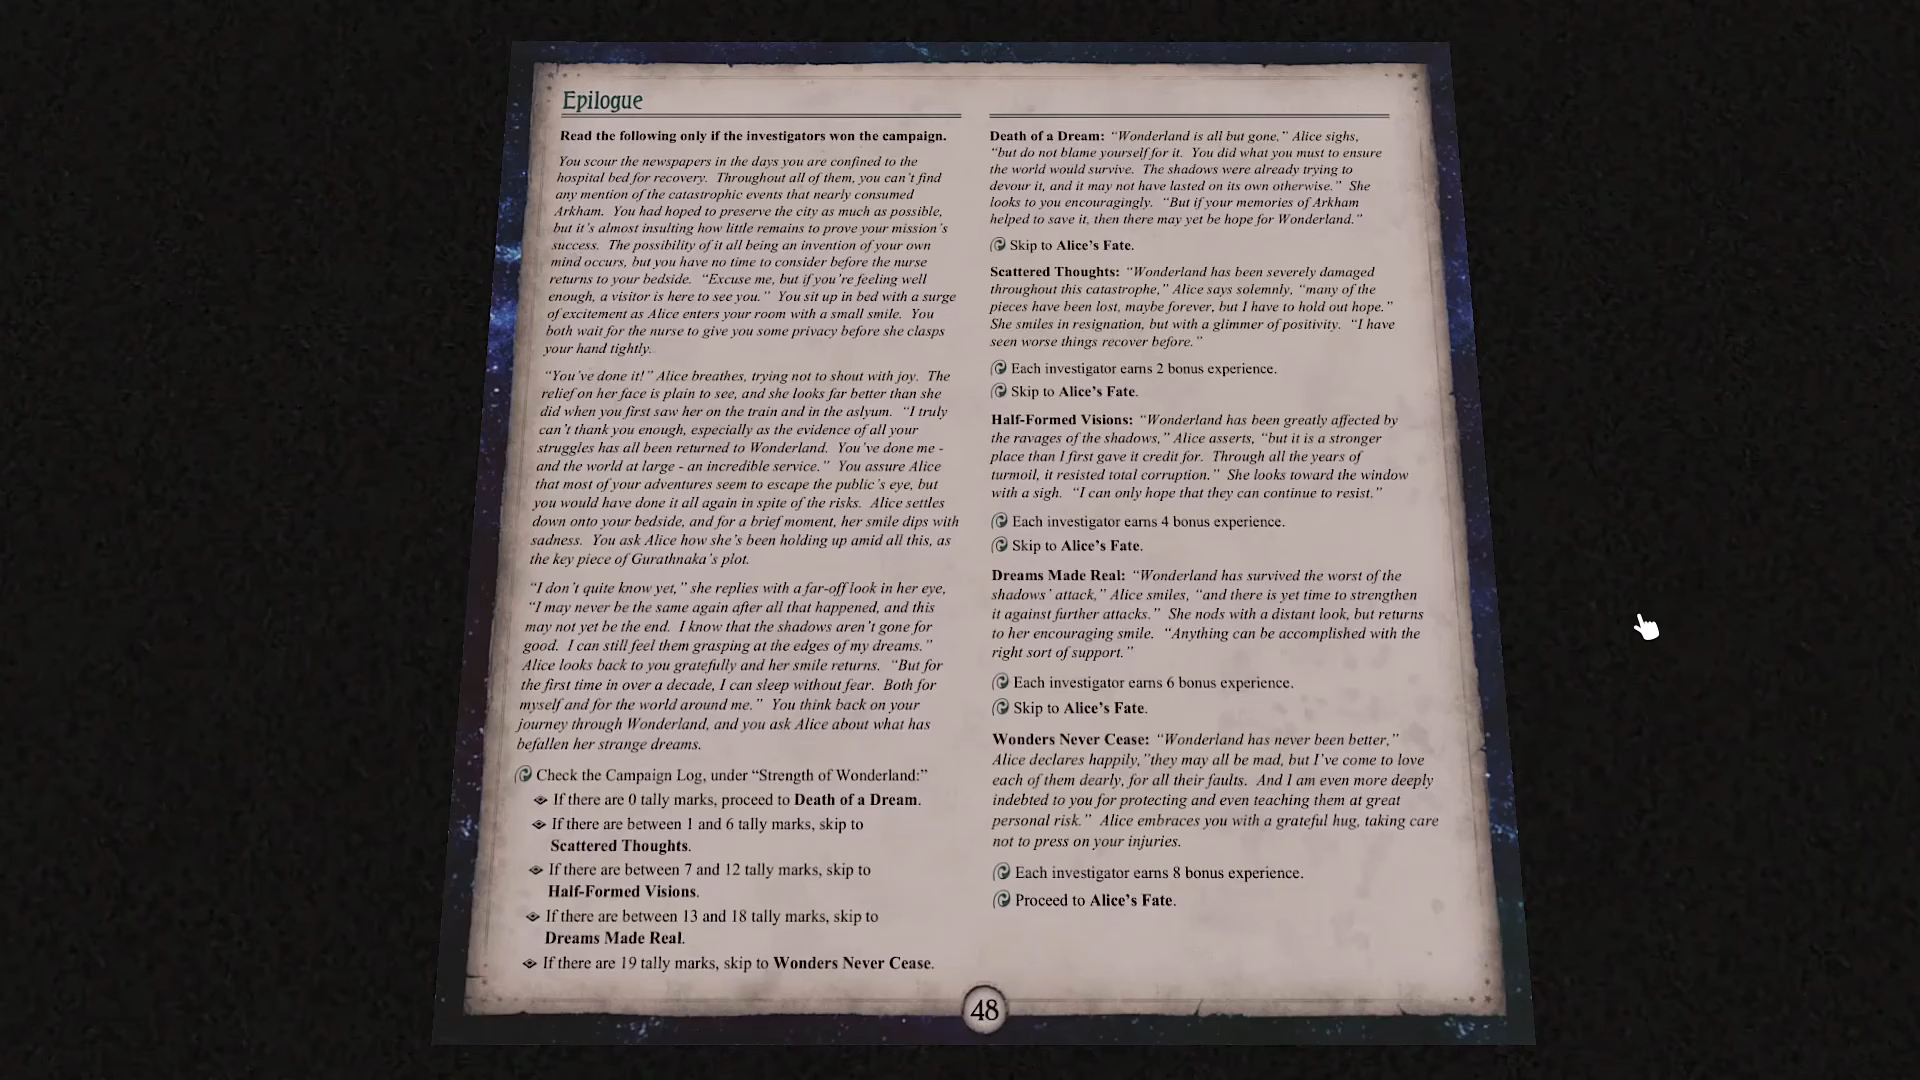 Epilogue
Read the following only if the investigators won the campaign.
You scour the newspapers in the days you are confined to the
hospital bed for recovery. Throughout all of them, you can't find
any mention of the catastrophic events that nearly consumed
Arkham. You had hoped to preserve the city as much as possible,
but it's almost insulting how little remains to prove your mission's
success. The possibility of it all being an invention of your own
mind occurs, but you have no time to consider before the nurse
returns to your bedside. “Excuse me, but if you're feeling well
enough, a visitor is here to see you.” You sit up in bed with a surge
of excitement as Alice enters your room with a small smile. You
both wait for the nurse to give you some privacy before she clasps
your hand tightly.
“You've done it!” Alice breathes, trying not to shout with joy. The
relief on her face is plain to see, and she looks far better than she
did when you first saw her on the train and in the aslyum. “I truly
can't thank you enough, especially as the evidence of all your
struggles has all been returned to Wonderland. You've done me -
and the world at large - an incredible service.” You assure Alice
that most of your adventures seem to escape the public's eye, but
you would have done it all again in spite of the risks. Alice settles
down onto your bedside, and for a brief moment, her smile dips with
sadness. You ask Alice how she's been holding up amid all this, as
the key piece of Gurathnaka's plot.
“I don't quite know yet,” she replies with a far-off look in her eye,
“I may never be the same again after all that happened, and this
may not yet be the end. I know that the shadows aren't gone for
good. I can still feel them grasping at the edges of my dreams.”
Alice looks back to you gratefully and her smile returns. “But for
the first time in over a decade, I can sleep without fear. Both for
myself and for the world around me.” You think back on your
journey through Wonderland, and you ask Alice about what has
befallen her strange dreams.
Check the Campaign Log, under “Strength of Wonderland:”
If there are 0 tally marks, proceed to Death of a Dream.
If there are between 1 and 6 tally marks, skip to
Scattered Thoughts.
If there are between 7 and 12 tally marks, skip to
Half-Formed Visions.
If there are between 13 and 18 tally marks, skip to
Dreams Made Real.
If there are 19 tally marks, skip to Wonders Never Cease.
Death of a Dream: “Wonderland is all but gone,” Alice sighs,
“but do not blame yourself for it. You did what you must to ensure
the world would survive. The shadows were already trying to
devour it, and it may not have lasted on its own otherwise.” She
looks to you encouragingly. “But if your memories of Arkham
helped to save it, then there may yet be hope for Wonderland.”
Skip to Alice's Fate.
Scattered Thoughts: “Wonderland has been severely damaged
throughout this catastrophe,” Alice says solemnly, “many of the
pieces have been lost, maybe forever, but I have to hold out hope.”
She smiles in resignation, but with a glimmer of positivity. “I have
seen worse things recover before.”
Each investigator earns 2 bonus experience.
Skip to Alice's Fate.
Half-Formed Visions: “Wonderland has been greatly affected by
the ravages of the shadows,” Alice asserts, “but it is a stronger
place than I first gave it credit for. Through all the years of
turmoil, it resisted total corruption.” She looks toward the window
with a sigh. “I can only hope that they can continue to resist.”
Each investigator earns 4 bonus experience.
Skip to Alice's Fate.
Dreams Made Real: “Wonderland has survived the worst of the
shadows' attack,” Alice smiles, “and there is yet time to strengthen
it against further attacks.” She nods with a distant look, but returns
to her encouraging smile. “Anything can be accomplished with the
right sort of support.”
Each investigator earns 6 bonus experience.
Skip to Alice's Fate.
Wonders Never Cease: “Wonderland has never been better,”
Alice declares happily, "they may all be mad, but I've come to love
each of them dearly, for all their faults. And I am even more deeply
indebted to you for protecting and even teaching them at great
personal risk.” Alice embraces you with a grateful hug, taking care
not to press on your injuries.
Each investigator earns 8 bonus experience.
Proceed to Alice's Fate.
48